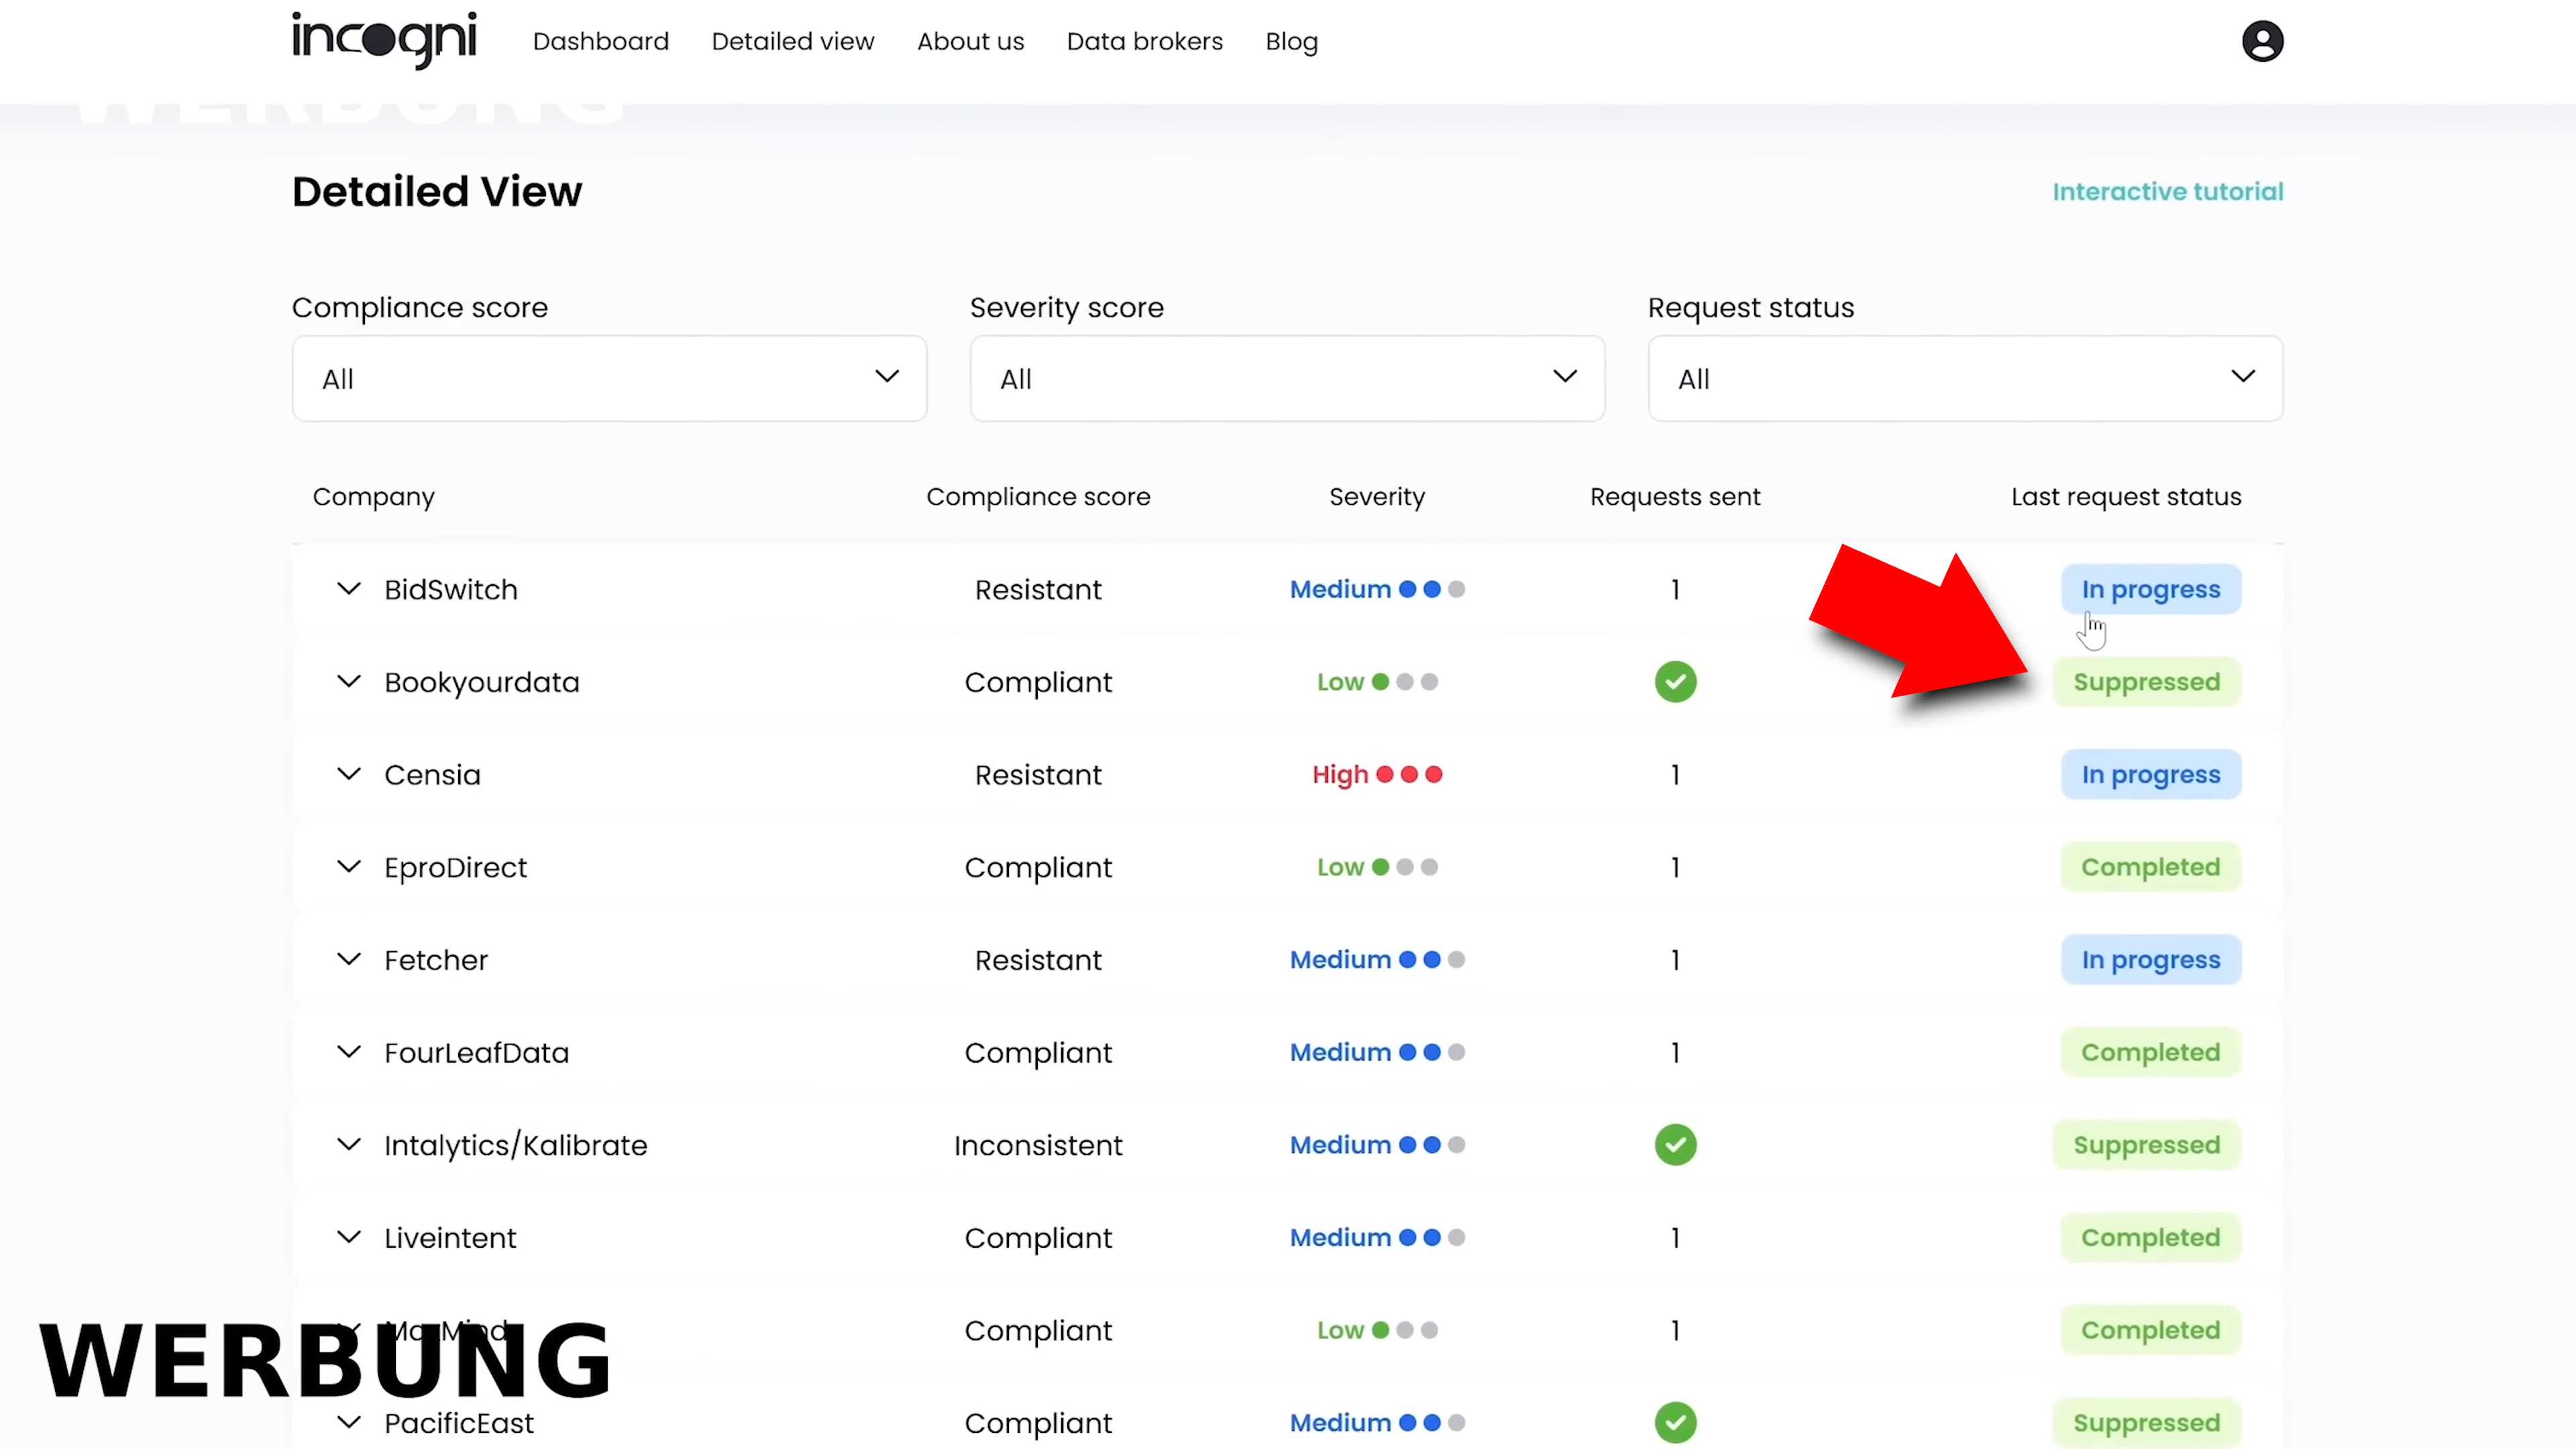 incogni Dashboard Detailed view About us Data brokers Blog
WERBUNG
Detailed View Interactive tutorial
Compliance score Severity score Request status
All All All
Company Compliance score Severity Requests sent Last request status
BidSwitch Resistant Medium 1 In progress
Bookyourdata Compliant Low Suppressed
Censia Resistant High 1 In progress
EproDirect Compliant Low 1 Completed
Fetcher Resistant Medium 1 In progress
FourLeafData Compliant Medium 1 Completed
Intalytics/Kalibrate Inconsistent Medium Suppressed
Liveintent Compliant Medium 1 Completed
MaxMind Compliant Low 1 Completed
WERBUNG
PacificEast Compliant Medium Suppressed